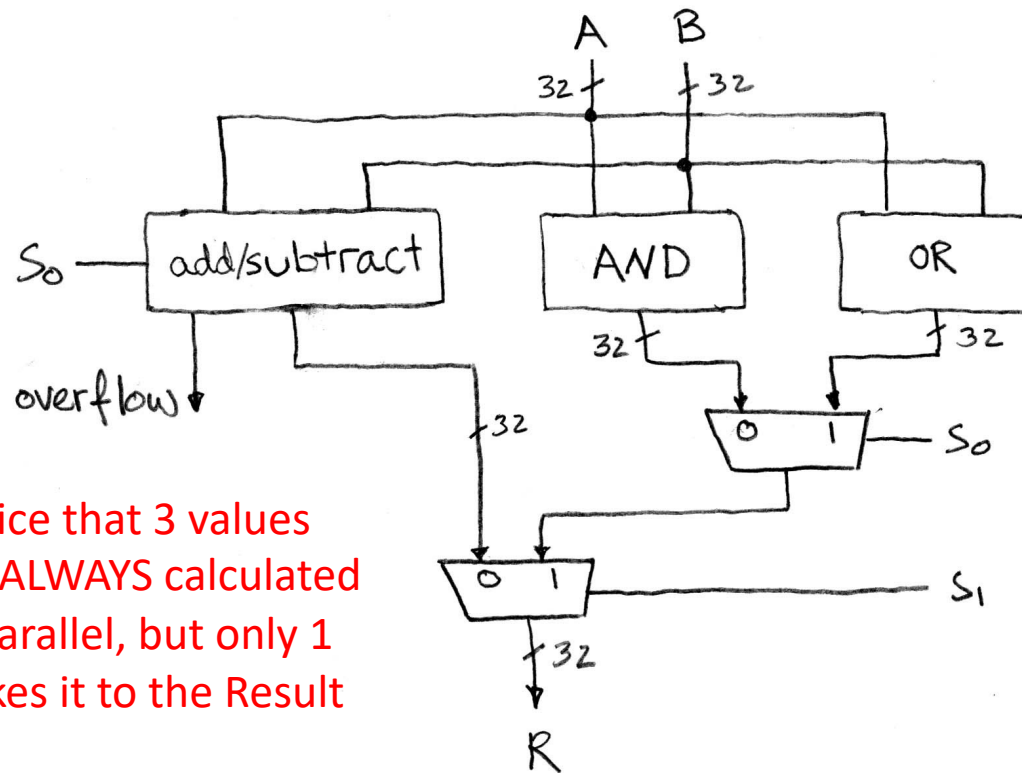 A B
32 32
S₀ add/subtract AND OR
32 32
overflow
32
0 1 S₀
ice that 3 values
ALWAYS calculated
0 1 S₁
arallel, but only 1
32
kes it to the Result
R